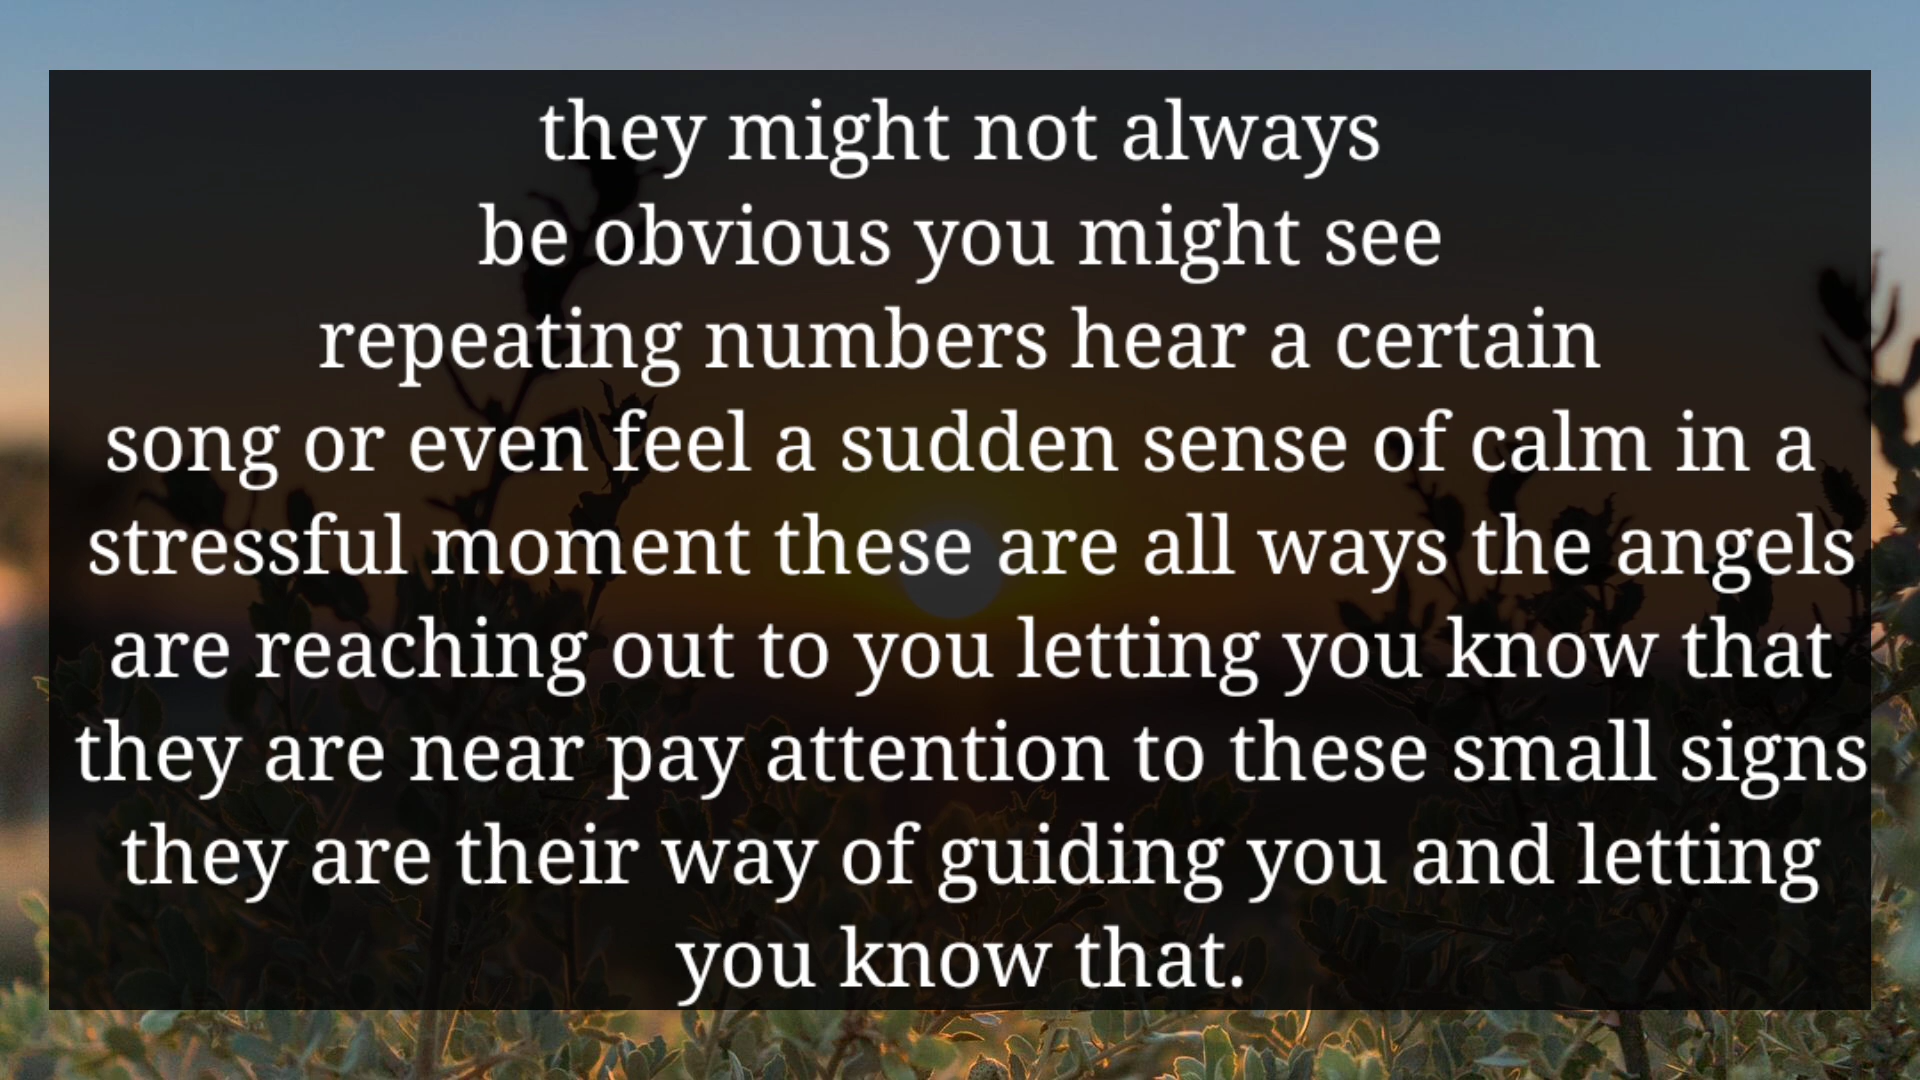 they might not always
be obvious you might see
repeating numbers hear a certain
song or even feel a sudden sense of calm in a
stressful moment these are all ways the angels
are reaching out to you letting you know that
they are near pay attention to these small signs
they are their way of guiding you and letting
you know that.